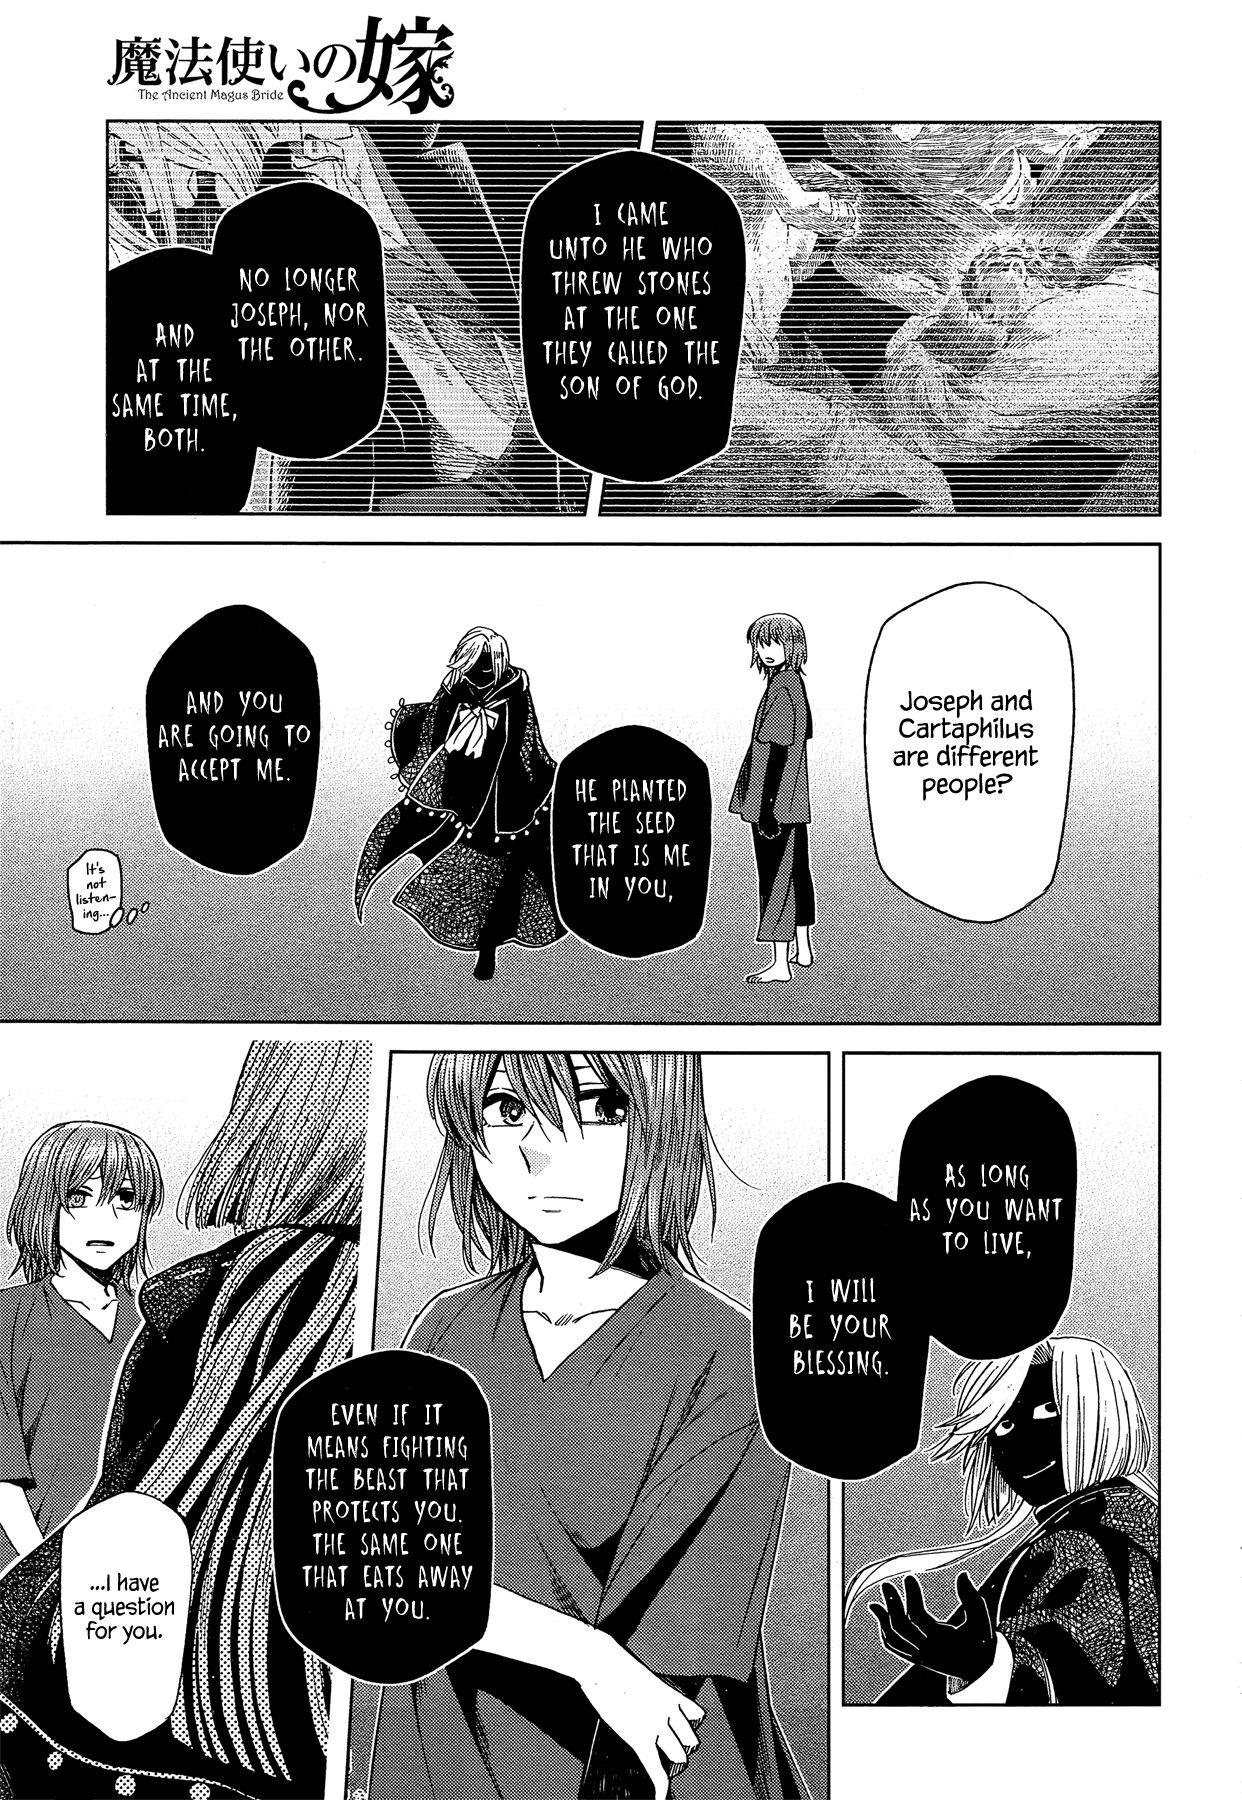 魔法使いの嫁
The Ancient Magus Bride
I CAME
UNTO HE WHO
THREW STONES
AT THE ONE
THEY CALLED THE
SON OF GOD.
NO LONGER
JOSEPH, NOR
THE OTHER.
AND
AT THE
SAME TIME,
BOTH.
Joseph and
Cartaphilus
are different
people?
HE PLANTED
THE SEED
THAT IS ME
IN YOU,
AND YOU
ARE GOING TO
ACCEPT ME.
It's
not
listen-
ing...
AS LONG
AS YOU WANT
TO LIVE,
I WILL
BE YOUR
BLESSING.
EVEN IF IT
MEANS FIGHTING
THE BEAST THAT
PROTECTS YOU.
THE SAME ONE
THAT EATS AWAY
AT YOU.
...I have
a question
for you.